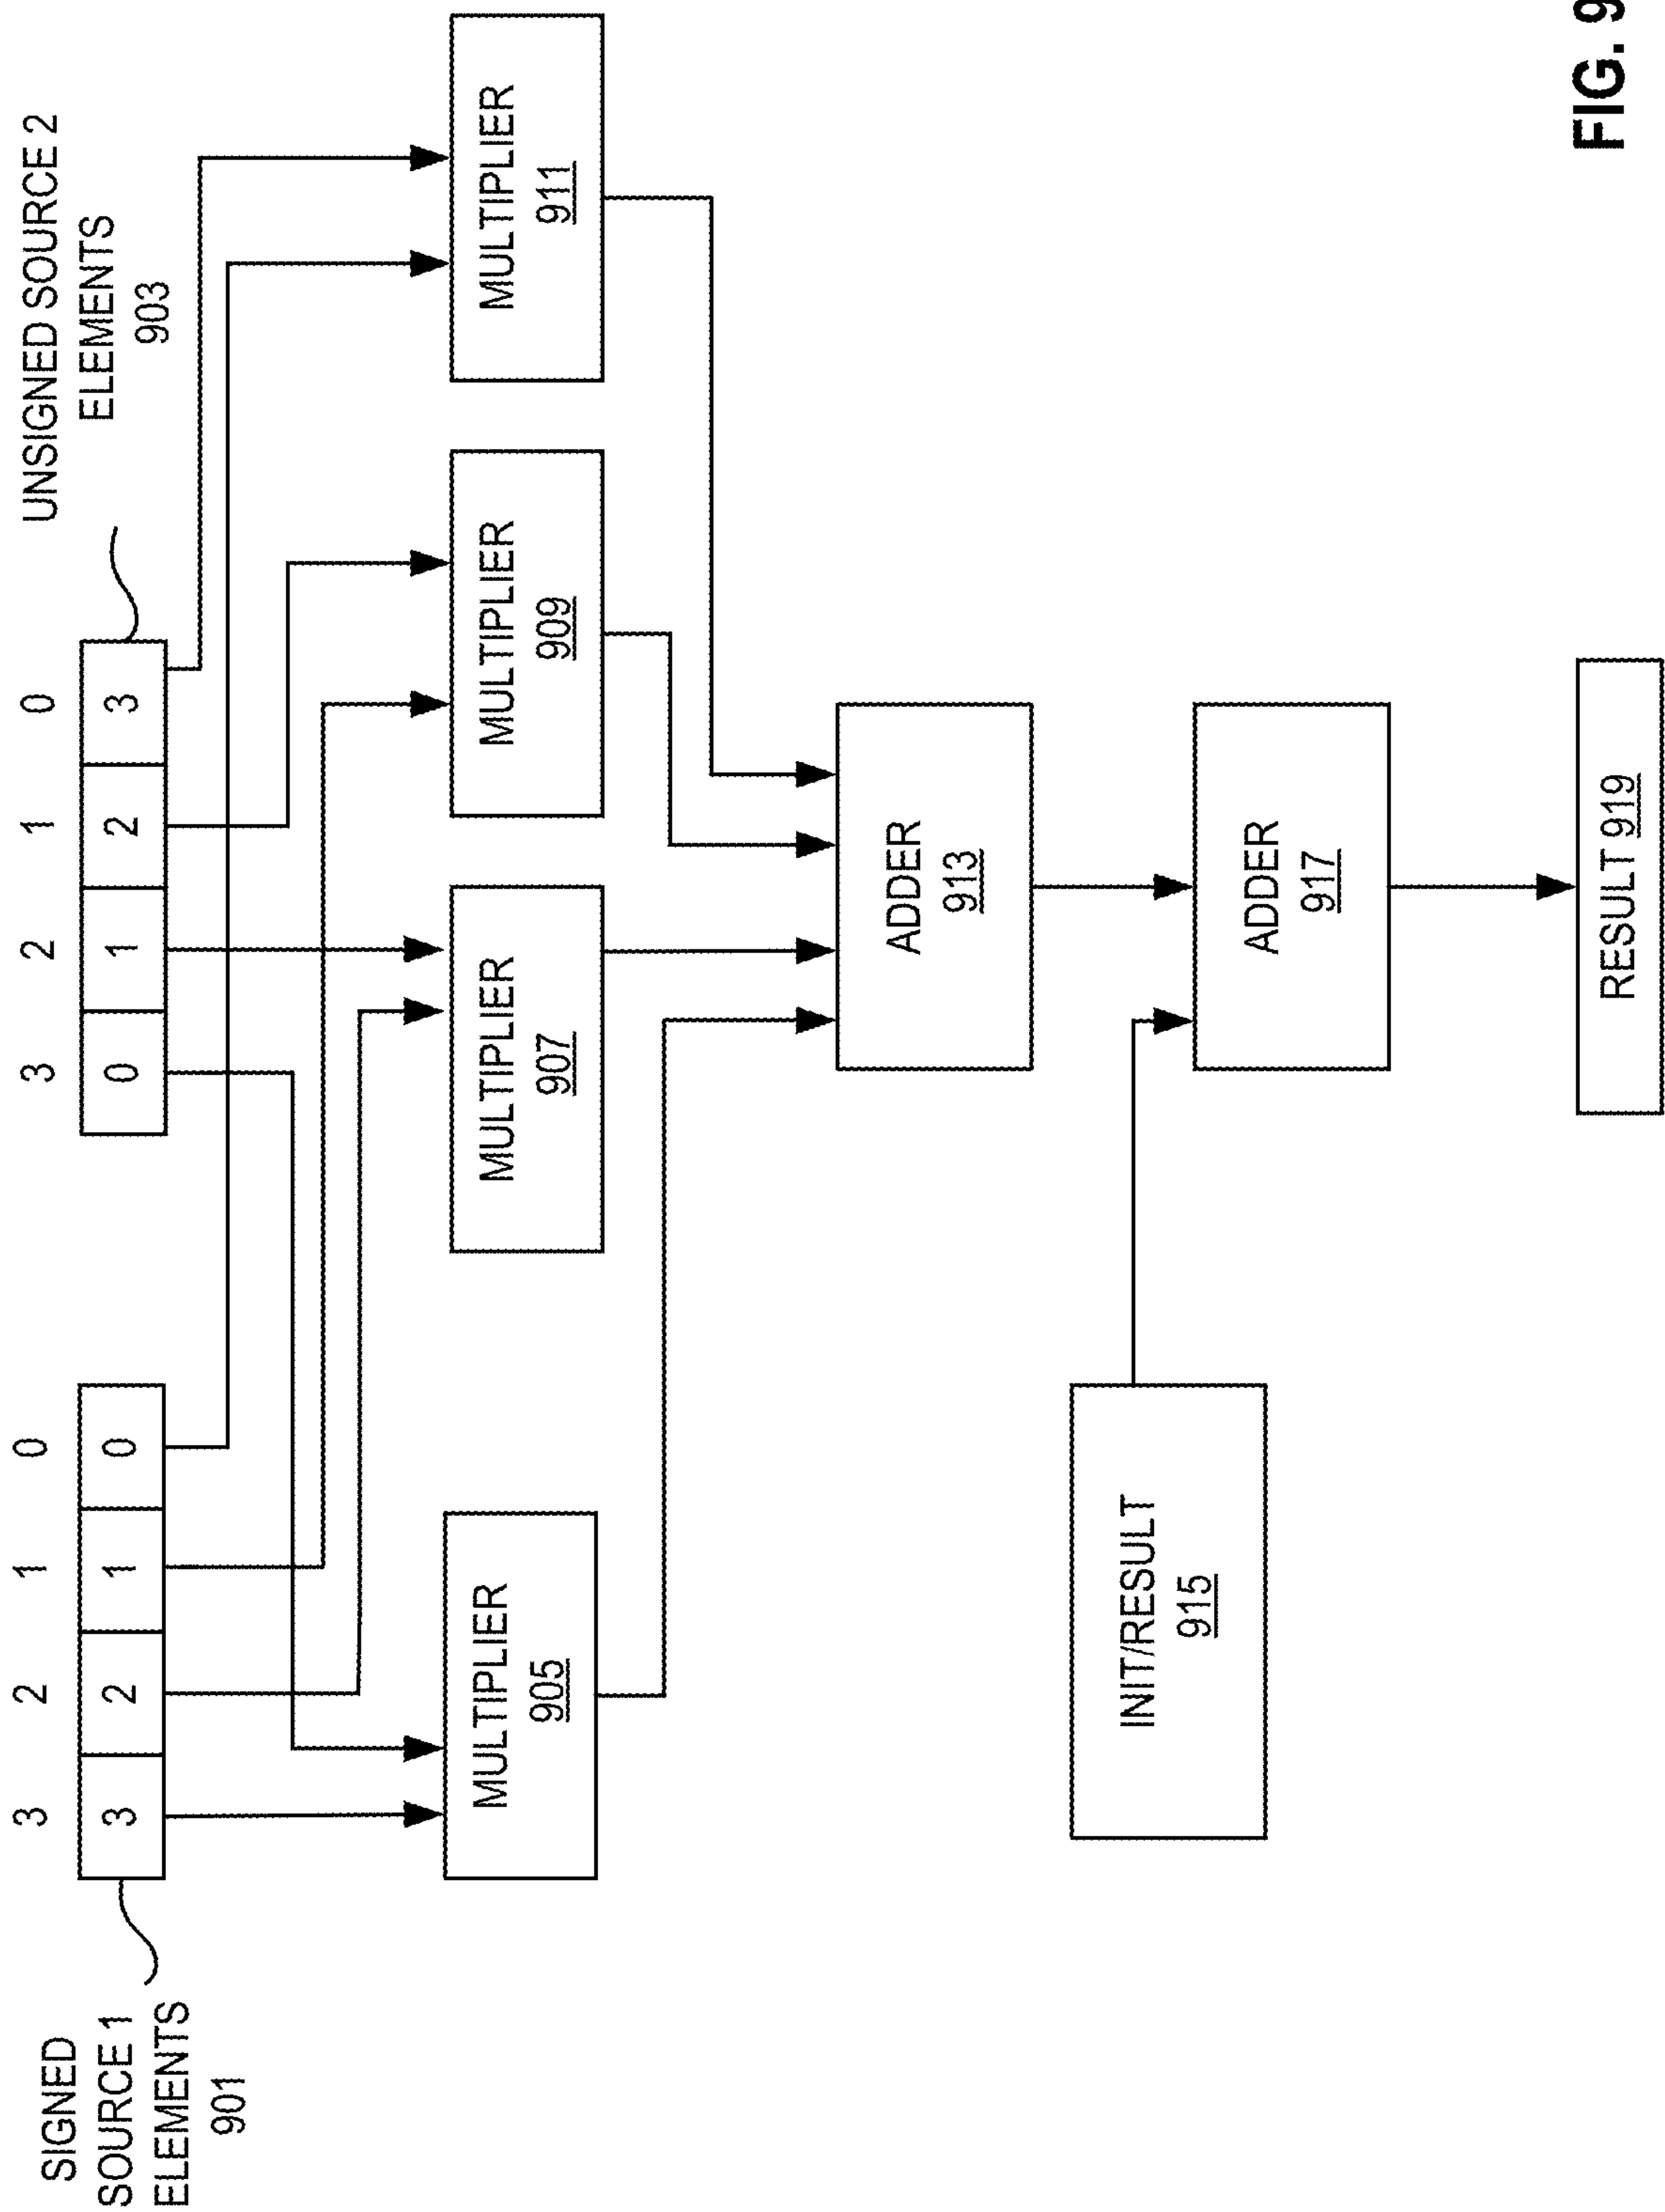 SIGNED
SOURCE 1
ELEMENTS
901
3 2 1 0
3 2 1 0
UNSIGNED SOURCE 2
ELEMENTS
903
3 2 1 0
0 1 2 3
MULTIPLIER
905
MULTIPLIER
907
MULTIPLIER
909
MULTIPLIER
911
ADDER
913
INIT/RESULT
915
ADDER
917
RESULT 919
FIG. 9